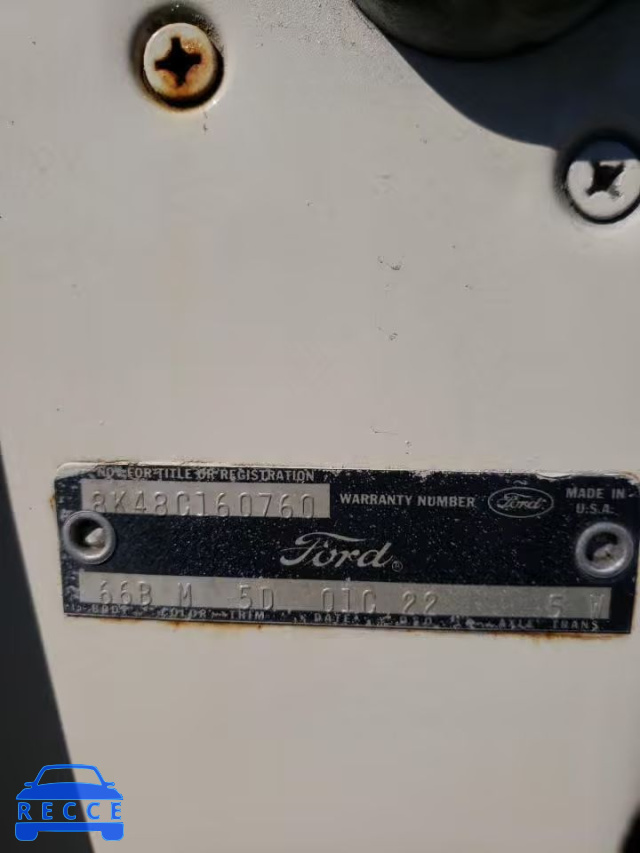 NOT FOR TITLE OR REGISTRATION
8K48C160760
WARRANTY NUMBER
Ford
MADE IN
U.S.A.
Ford
66B M 5D 01C 22 5 W
BODY COLOR TRIM DATE D.S.O. AXLE TRANS.
RECCE